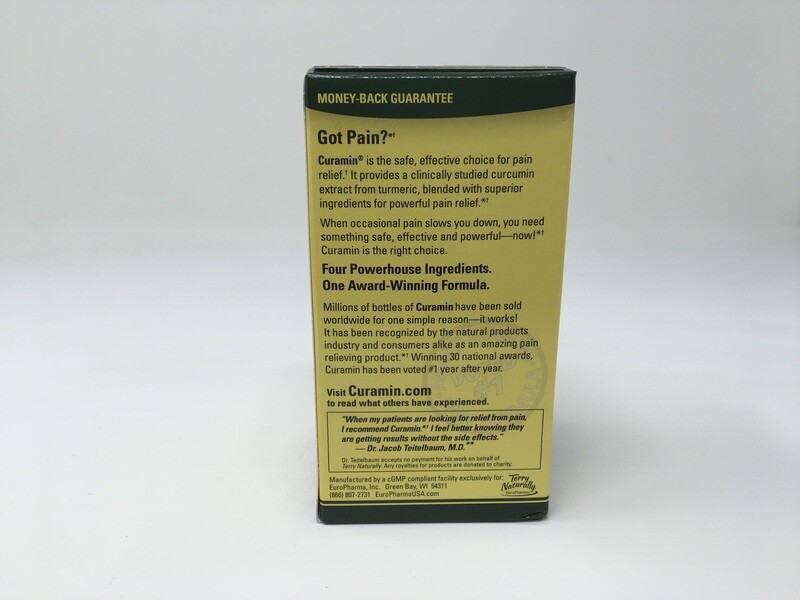 MONEY-BACK GUARANTEE
Got Pain?*†
Curamin® is the safe, effective choice for pain
relief.† It provides a clinically studied curcumin
extract from turmeric, blended with superior
ingredients for powerful pain relief.*†
When occasional pain slows you down, you need
something safe, effective and powerful—now!*†
Curamin is the right choice.
Four Powerhouse Ingredients.
One Award-Winning Formula.
Millions of bottles of Curamin have been sold
worldwide for one simple reason—it works!
It has been recognized by the natural products
industry and consumers alike as an amazing pain
relieving product.*† Winning 30 national awards,
Curamin has been voted #1 year after year.
Visit Curamin.com
to read what others have experienced.
"When my patients are looking for relief from pain,
I recommend Curamin.*† I feel better knowing they
are getting results without the side effects."
— Dr. Jacob Teitelbaum, M.D.**
Dr. Teitelbaum accepts no payment for his work on behalf of
Terry Naturally. Any royalties for products are donated to charity.
Manufactured by a cGMP compliant facility exclusively for:
EuroPharma, Inc. Green Bay, WI 54311
(866) 807-2731 EuroPharmaUSA.com
Terry
Naturally
EuroPharma
#1